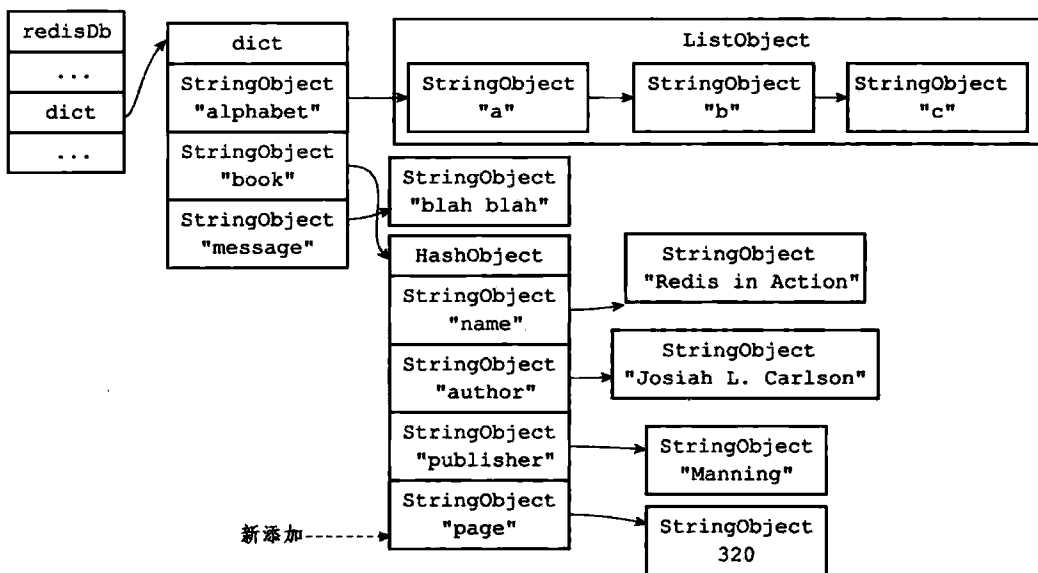 redisDb
...
dict
...
dict
StringObject
"alphabet"
StringObject
"book"
StringObject
"message"
ListObject
StringObject
"a"
StringObject
"b"
StringObject
"c"
StringObject
"blah blah"
HashObject
StringObject
"name"
StringObject
"author"
StringObject
"publisher"
StringObject
"page"
StringObject
"Redis in Action"
StringObject
"Josiah L. Carlson"
StringObject
"Manning"
StringObject
320
新添加